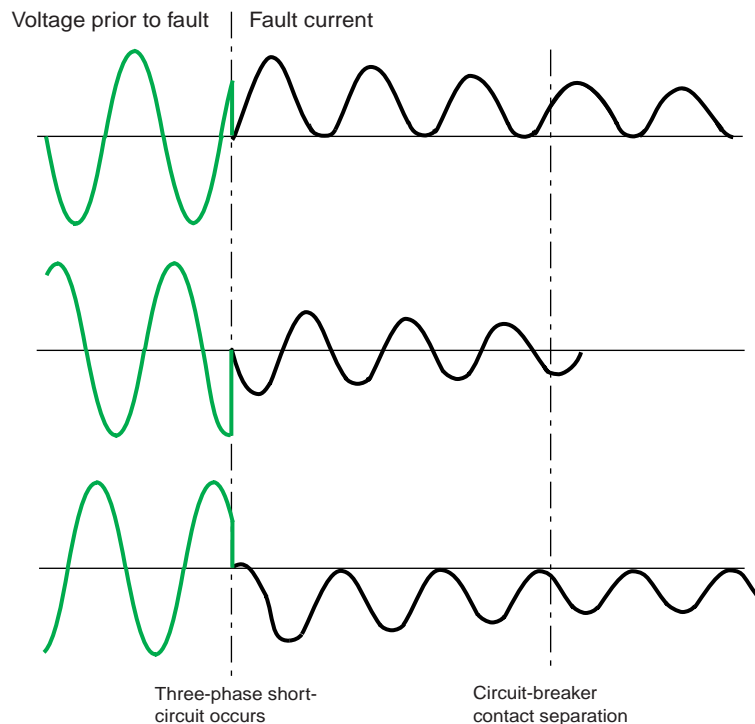 Voltage prior to fault
Fault current
Three-phase short-
circuit occurs
Circuit-breaker
contact separation